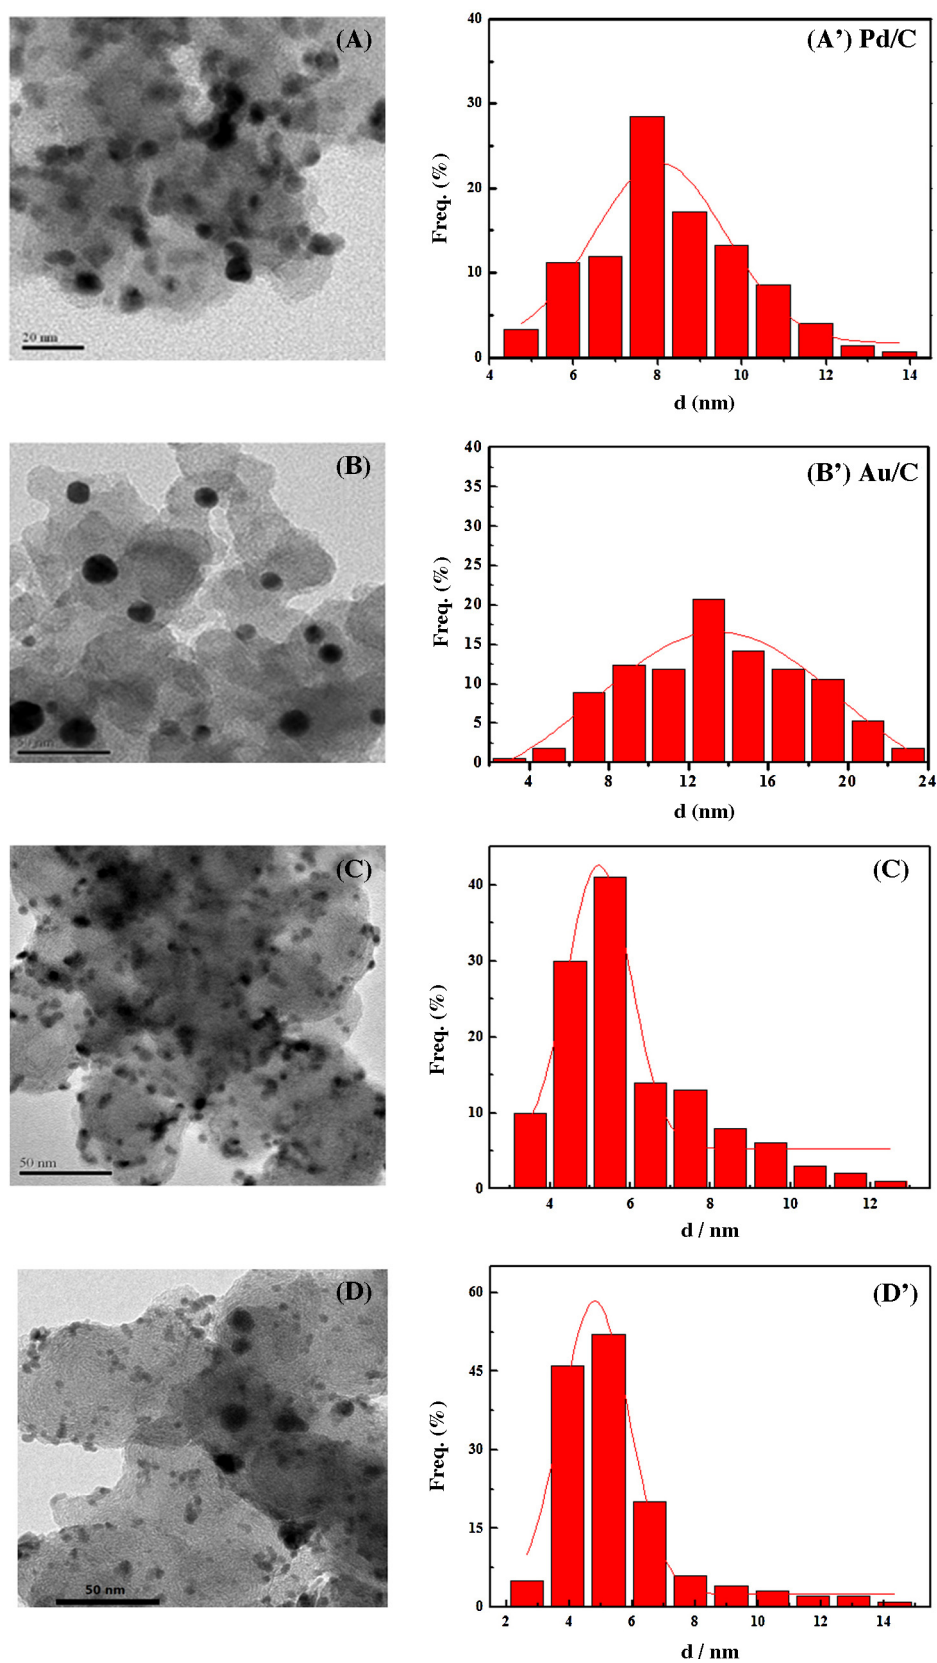 (A)
20 nm
(A’) Pd/C
40
30
20
10
0
Freq. (%)
4 6 8 10 12 14
d (nm)
(B)
nm
(B’) Au/C
40
35
30
25
20
15
10
5
0
Freq. (%)
4 8 12 16 20 24
d (nm)
(C)
50 nm
(C)
40
30
20
10
0
Freq. (%)
4 6 8 10 12
d / nm
(D)
50 nm
(D’)
60
45
30
15
0
Freq. (%)
2 4 6 8 10 12 14
d / nm